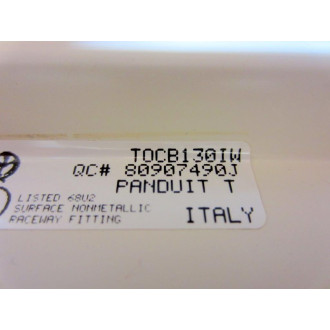 TOCB130IW
QC# 80907490J
PANDUIT T
LISTED 68U2
SURFACE NONMETALLIC
RACEWAY FITTING
ITALY